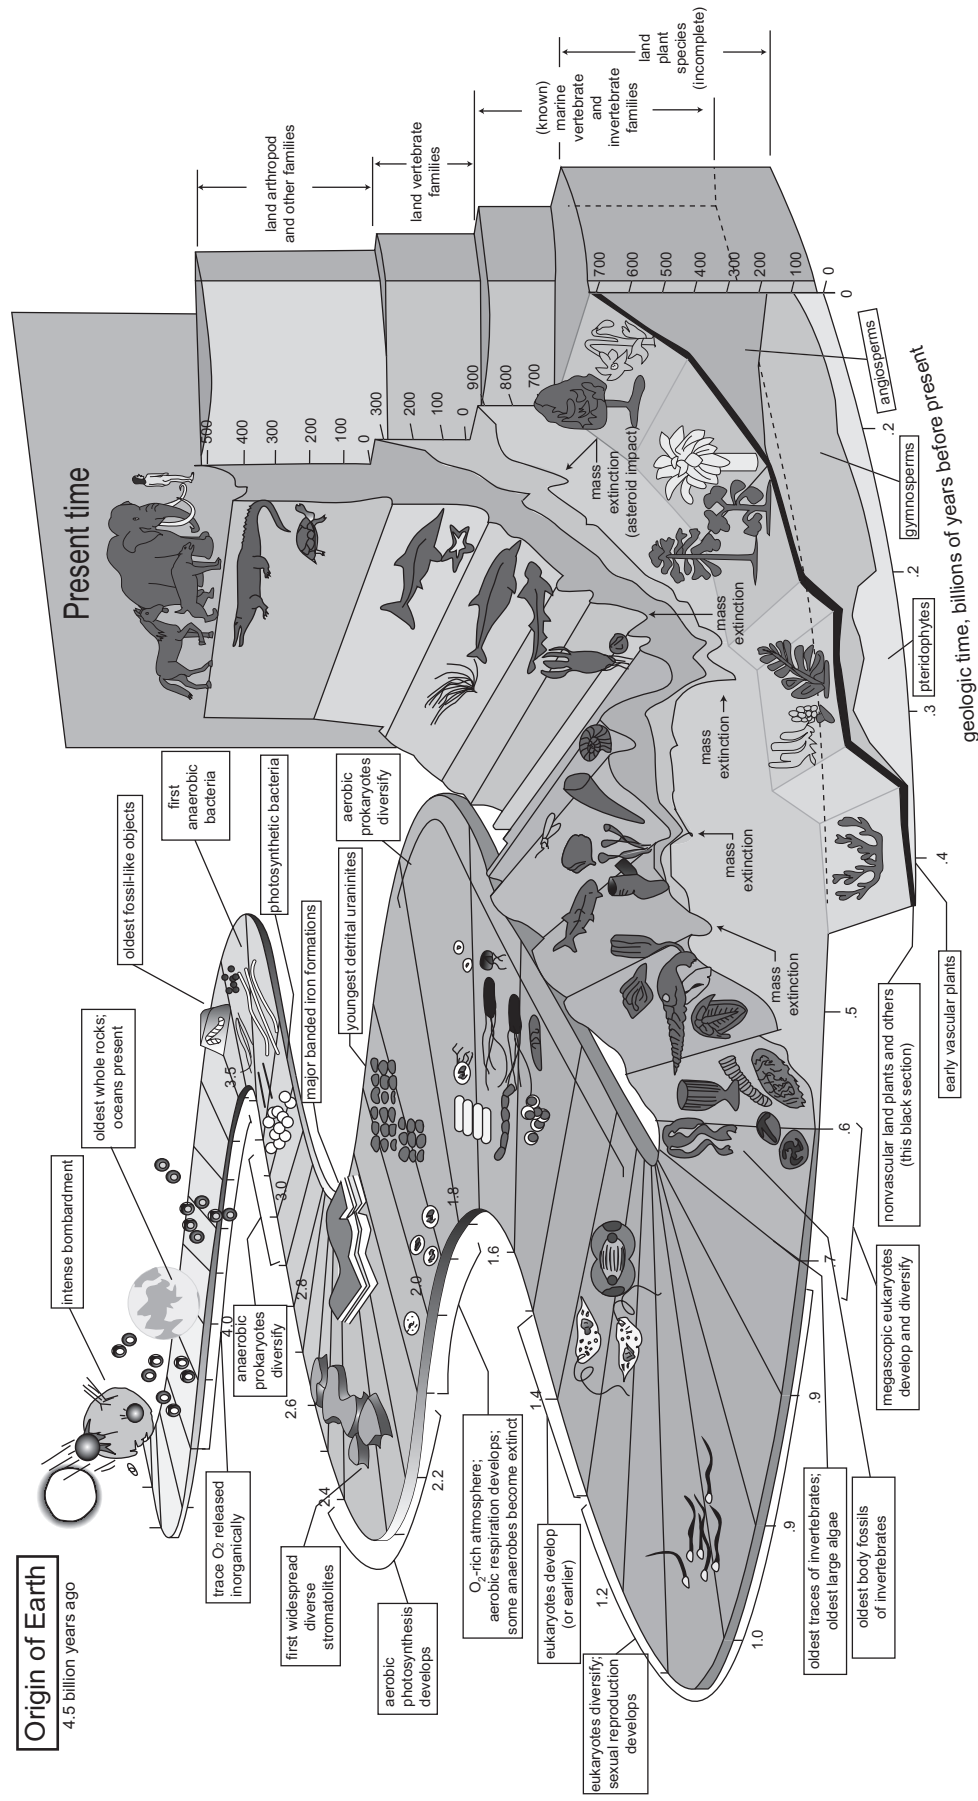 Origin of Earth
4.5 billion years ago
Present time
intense bombardment
oldest whole rocks;
oceans present
oldest fossil-like objects
first
anaerobic
bacteria
photosynthetic bacteria
major banded iron formations
youngest detrital uraninites
aerobic
prokaryotes
diversify
trace O2 released
inorganically
anaerobic
prokaryotes
diversify
first widespread
diverse
stromatolites
aerobic
photosynthesis
develops
O2-rich atmosphere;
aerobic respiration develops;
some anaerobes become extinct
eukaryotes develop
(or earlier)
eukaryotes diversify;
sexual reproduction
develops
oldest traces of invertebrates;
oldest large algae
oldest body fossils
of invertebrates
megascopic eukaryotes
develop and diversify
nonvascular land plants and others
(this black section)
early vascular plants
pteridophytes
gymnosperms
angiosperms
geologic time, billions of years before present
mass
extinction
mass
extinction
mass
extinction
mass
extinction
mass
extinction
(asteroid impact)
land arthropod
and other families
land vertebrate
families
(known)
marine
vertebrate
and
invertebrate
families
land
plant
species
(incomplete)
4.0
3.5
3.0
2.8
2.6
2.4
2.2
2.0
1.8
1.6
1.4
1.2
1.0
.9
.9
.7
.6
.5
.4
.3
.2
.2
0
500
400
300
200
100
0
300
200
100
0
900
800
700
700
600
500
400
300
200
100
0